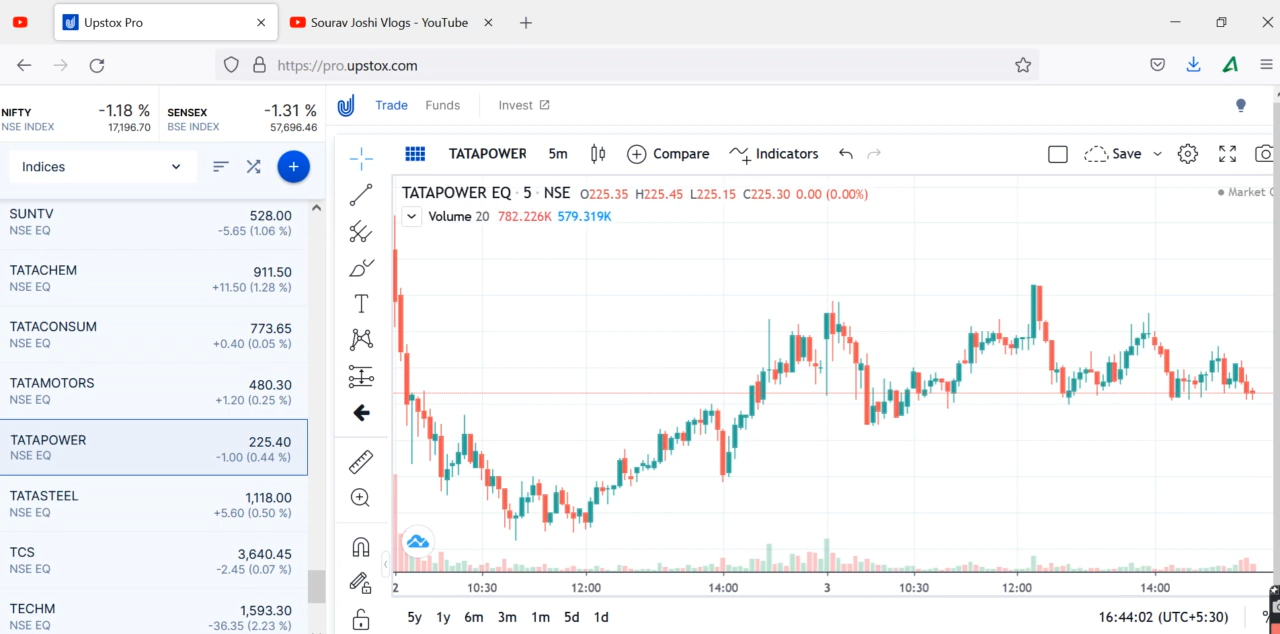 Upstox Pro
Sourav Joshi Vlogs - YouTube
https://pro.upstox.com
NIFTY -1.18 %
NSE INDEX 17,196.70
SENSEX -1.31 %
BSE INDEX 57,696.46
Trade Funds Invest
Indices
TATAPOWER 5m Compare Indicators Save
SUNTV 528.00
NSE EQ -5.65 (1.06 %)
TATACHEM 911.50
NSE EQ +11.50 (1.28 %)
TATACONSUM 773.65
NSE EQ +0.40 (0.05 %)
TATAMOTORS 480.30
NSE EQ +1.20 (0.25 %)
TATAPOWER 225.40
NSE EQ -1.00 (0.44 %)
TATASTEEL 1,118.00
NSE EQ +5.60 (0.50 %)
TCS 3,640.45
NSE EQ -2.45 (0.07 %)
TECHM 1,593.30
NSE EQ -36.35 (2.23 %)
TATAPOWER EQ · 5 · NSE O225.35 H225.45 L225.15 C225.30 0.00 (0.00%)
Market
Volume 20 782.226K 579.319K
2 10:30 12:00 14:00 3 10:30 12:00 14:00
5y 1y 6m 3m 1m 5d 1d
16:44:02 (UTC+5:30)
%